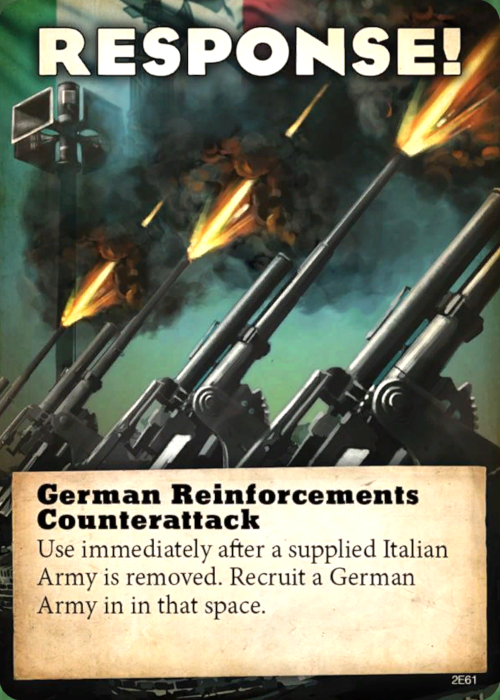 RESPONSE!
German Reinforcements
Counterattack
Use immediately after a supplied Italian
Army is removed. Recruit a German
Army in in that space.
2E61